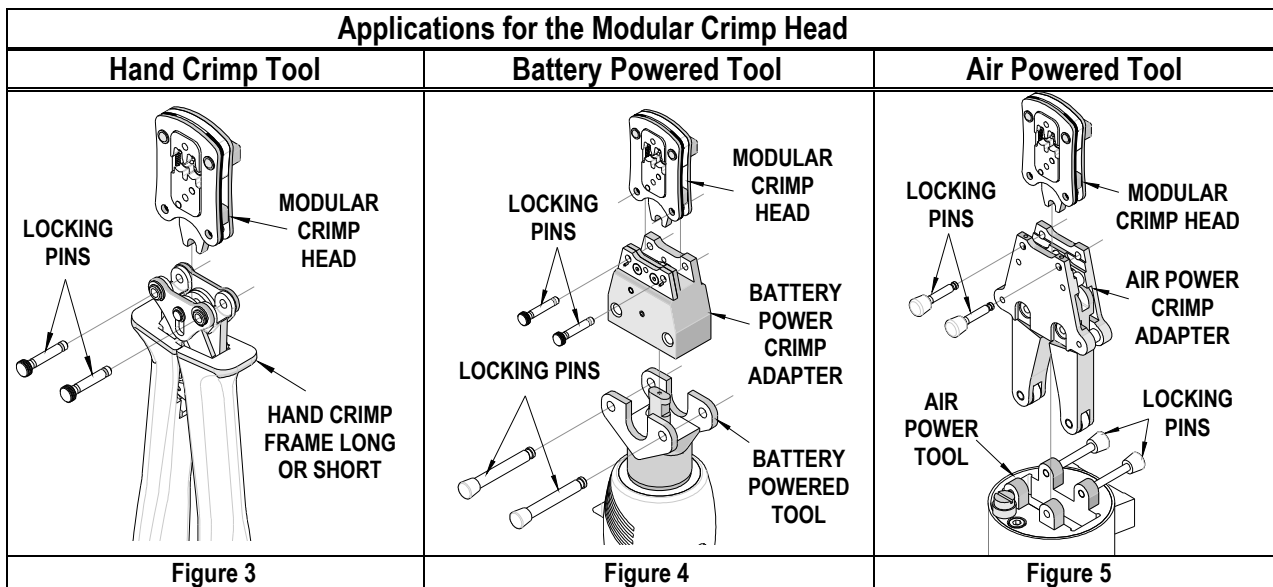 Applications for the Modular Crimp Head
Hand Crimp Tool
Battery Powered Tool
Air Powered Tool
MODULAR
CRIMP
HEAD
LOCKING
PINS
HAND CRIMP
FRAME LONG
OR SHORT
MODULAR
CRIMP
HEAD
LOCKING
PINS
BATTERY
POWER
CRIMP
ADAPTER
LOCKING PINS
BATTERY
POWERED
TOOL
LOCKING
PINS
MODULAR
CRIMP HEAD
AIR POWER
CRIMP
ADAPTER
AIR
POWER
TOOL
LOCKING
PINS
Figure 3
Figure 4
Figure 5